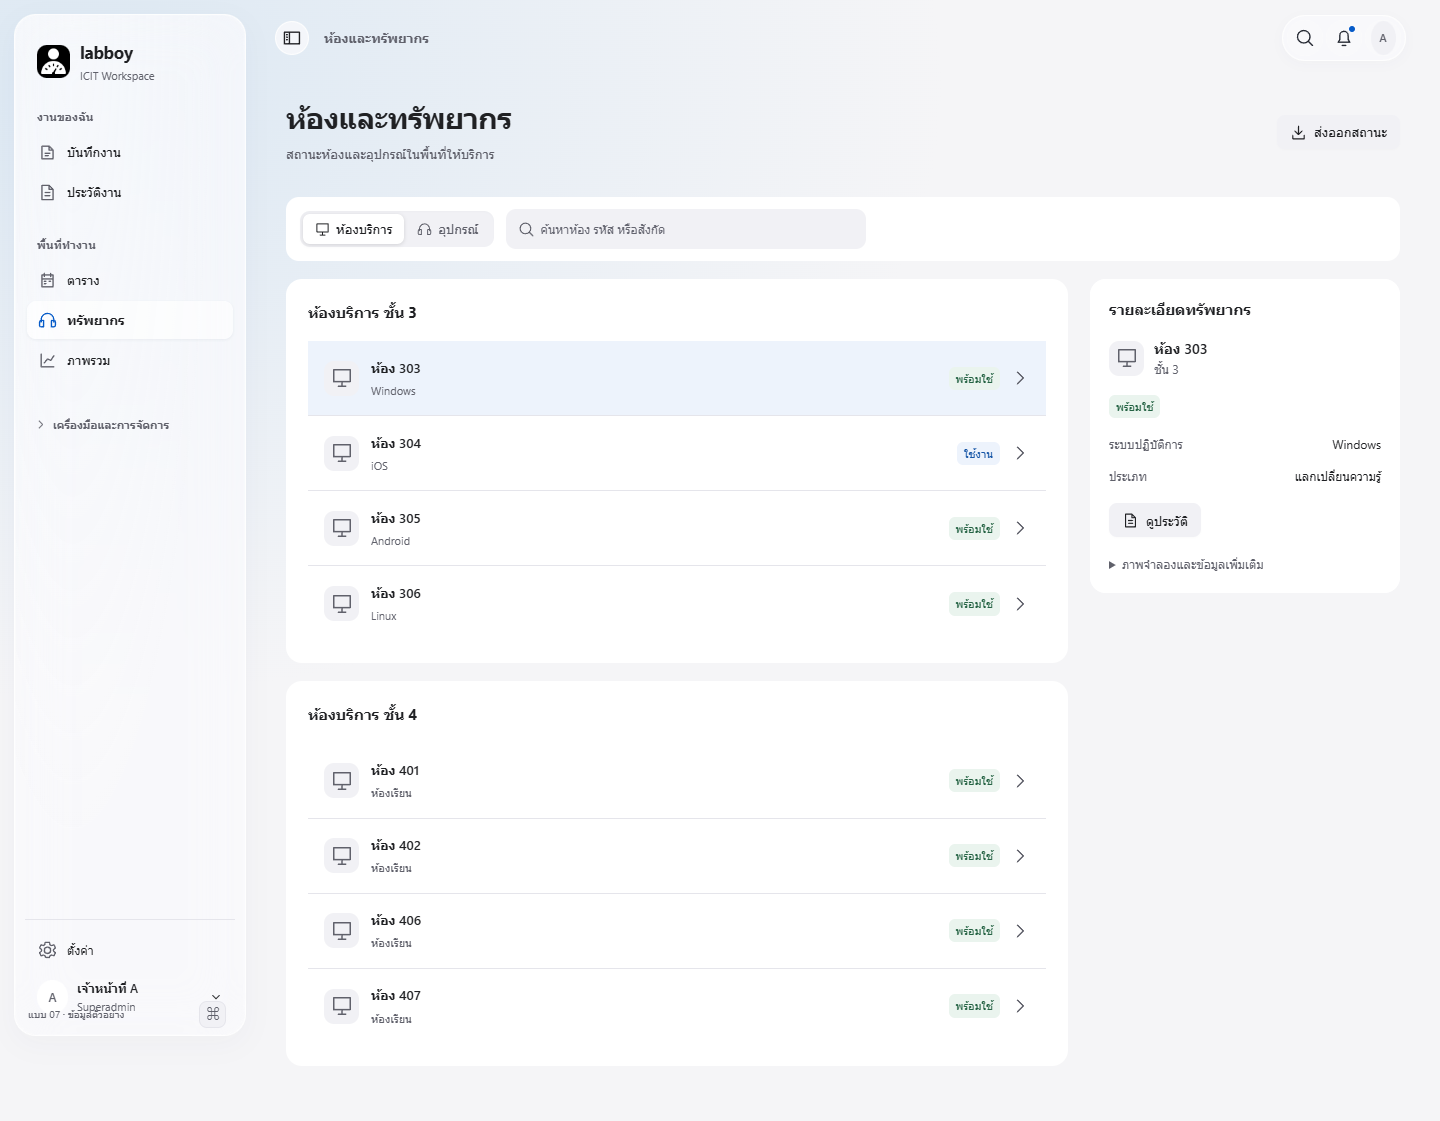 labboy
ICIT Workspace
งานของฉัน
บันทึกงาน
ประวัติงาน
พื้นที่ทำงาน
ตาราง
ทรัพยากร
ภาพรวม
เครื่องมือและการจัดการ
ตั้งค่า
A
เจ้าหน้าที่ A
Superadmin
แบบ 07 · ข้อมูลตัวอย่าง
⌘
ห้องและทรัพยากร
A
ห้องและทรัพยากร
สถานะห้องและอุปกรณ์ในพื้นที่ให้บริการ
ส่งออกสถานะ
ห้องบริการ
อุปกรณ์
ค้นหาห้อง รหัส หรือสังกัด
ห้องบริการ ชั้น 3
ห้อง 303
Windows
พร้อมใช้
ห้อง 304
iOS
ใช้งาน
ห้อง 305
Android
พร้อมใช้
ห้อง 306
Linux
พร้อมใช้
ห้องบริการ ชั้น 4
ห้อง 401
ห้องเรียน
พร้อมใช้
ห้อง 402
ห้องเรียน
พร้อมใช้
ห้อง 406
ห้องเรียน
พร้อมใช้
ห้อง 407
ห้องเรียน
พร้อมใช้
รายละเอียดทรัพยากร
ห้อง 303
ชั้น 3
พร้อมใช้
ระบบปฏิบัติการ Windows
ประเภท แลกเปลี่ยนความรู้
ดูประวัติ
ภาพจำลองและข้อมูลเพิ่มเติม